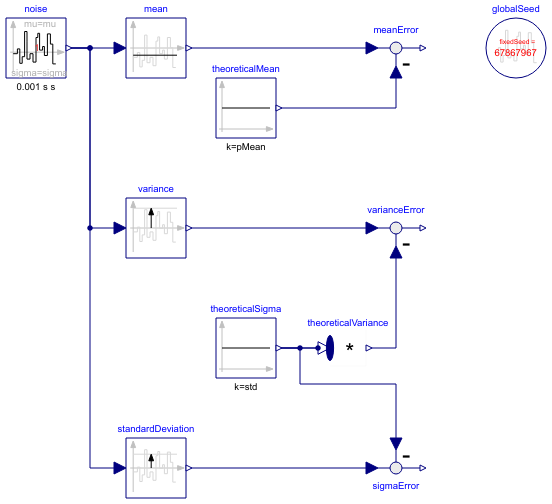 noise
mean
globalSeed
mu=mu
meanError
-
fixedSeed =
67867967
sigma=sigma
0.001 s s
theoreticalMean
k=pMean
variance
varianceError
-
theoreticalSigma
theoreticalVariance
*
k=std
standardDeviation
-
sigmaError